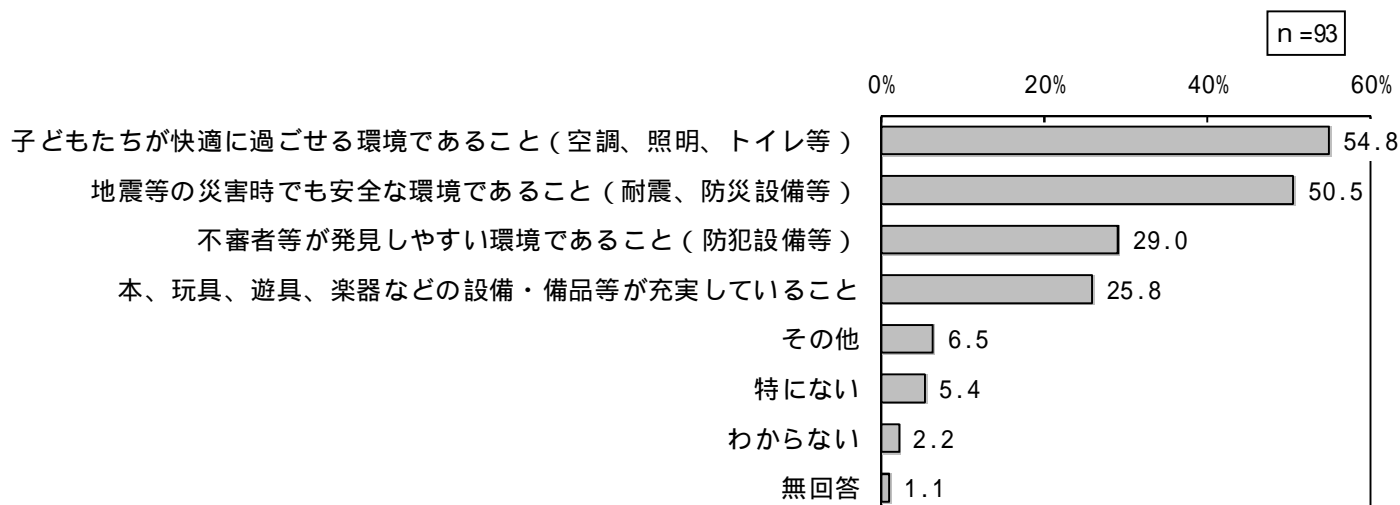 n=93
0% 20% 40% 60%
子どもたちが快適に過ごせる環境であること(空調、照明、トイレ等) 54.8
地震等の災害時でも安全な環境であること(耐震、防災設備等) 50.5
不審者等が発見しやすい環境であること(防犯設備等) 29.0
本、玩具、遊具、楽器などの設備・備品等が充実していること 25.8
その他 6.5
特にない 5.4
わからない 2.2
無回答 1.1